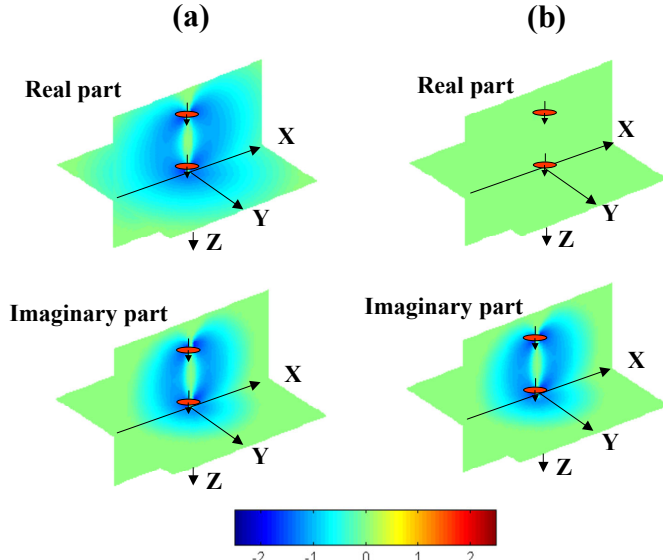 (a) (b)
Real part Real part
X X
Y Y
Z Z
Imaginary part Imaginary part
X X
Y Y
Z Z
-2 -1 0 1 2